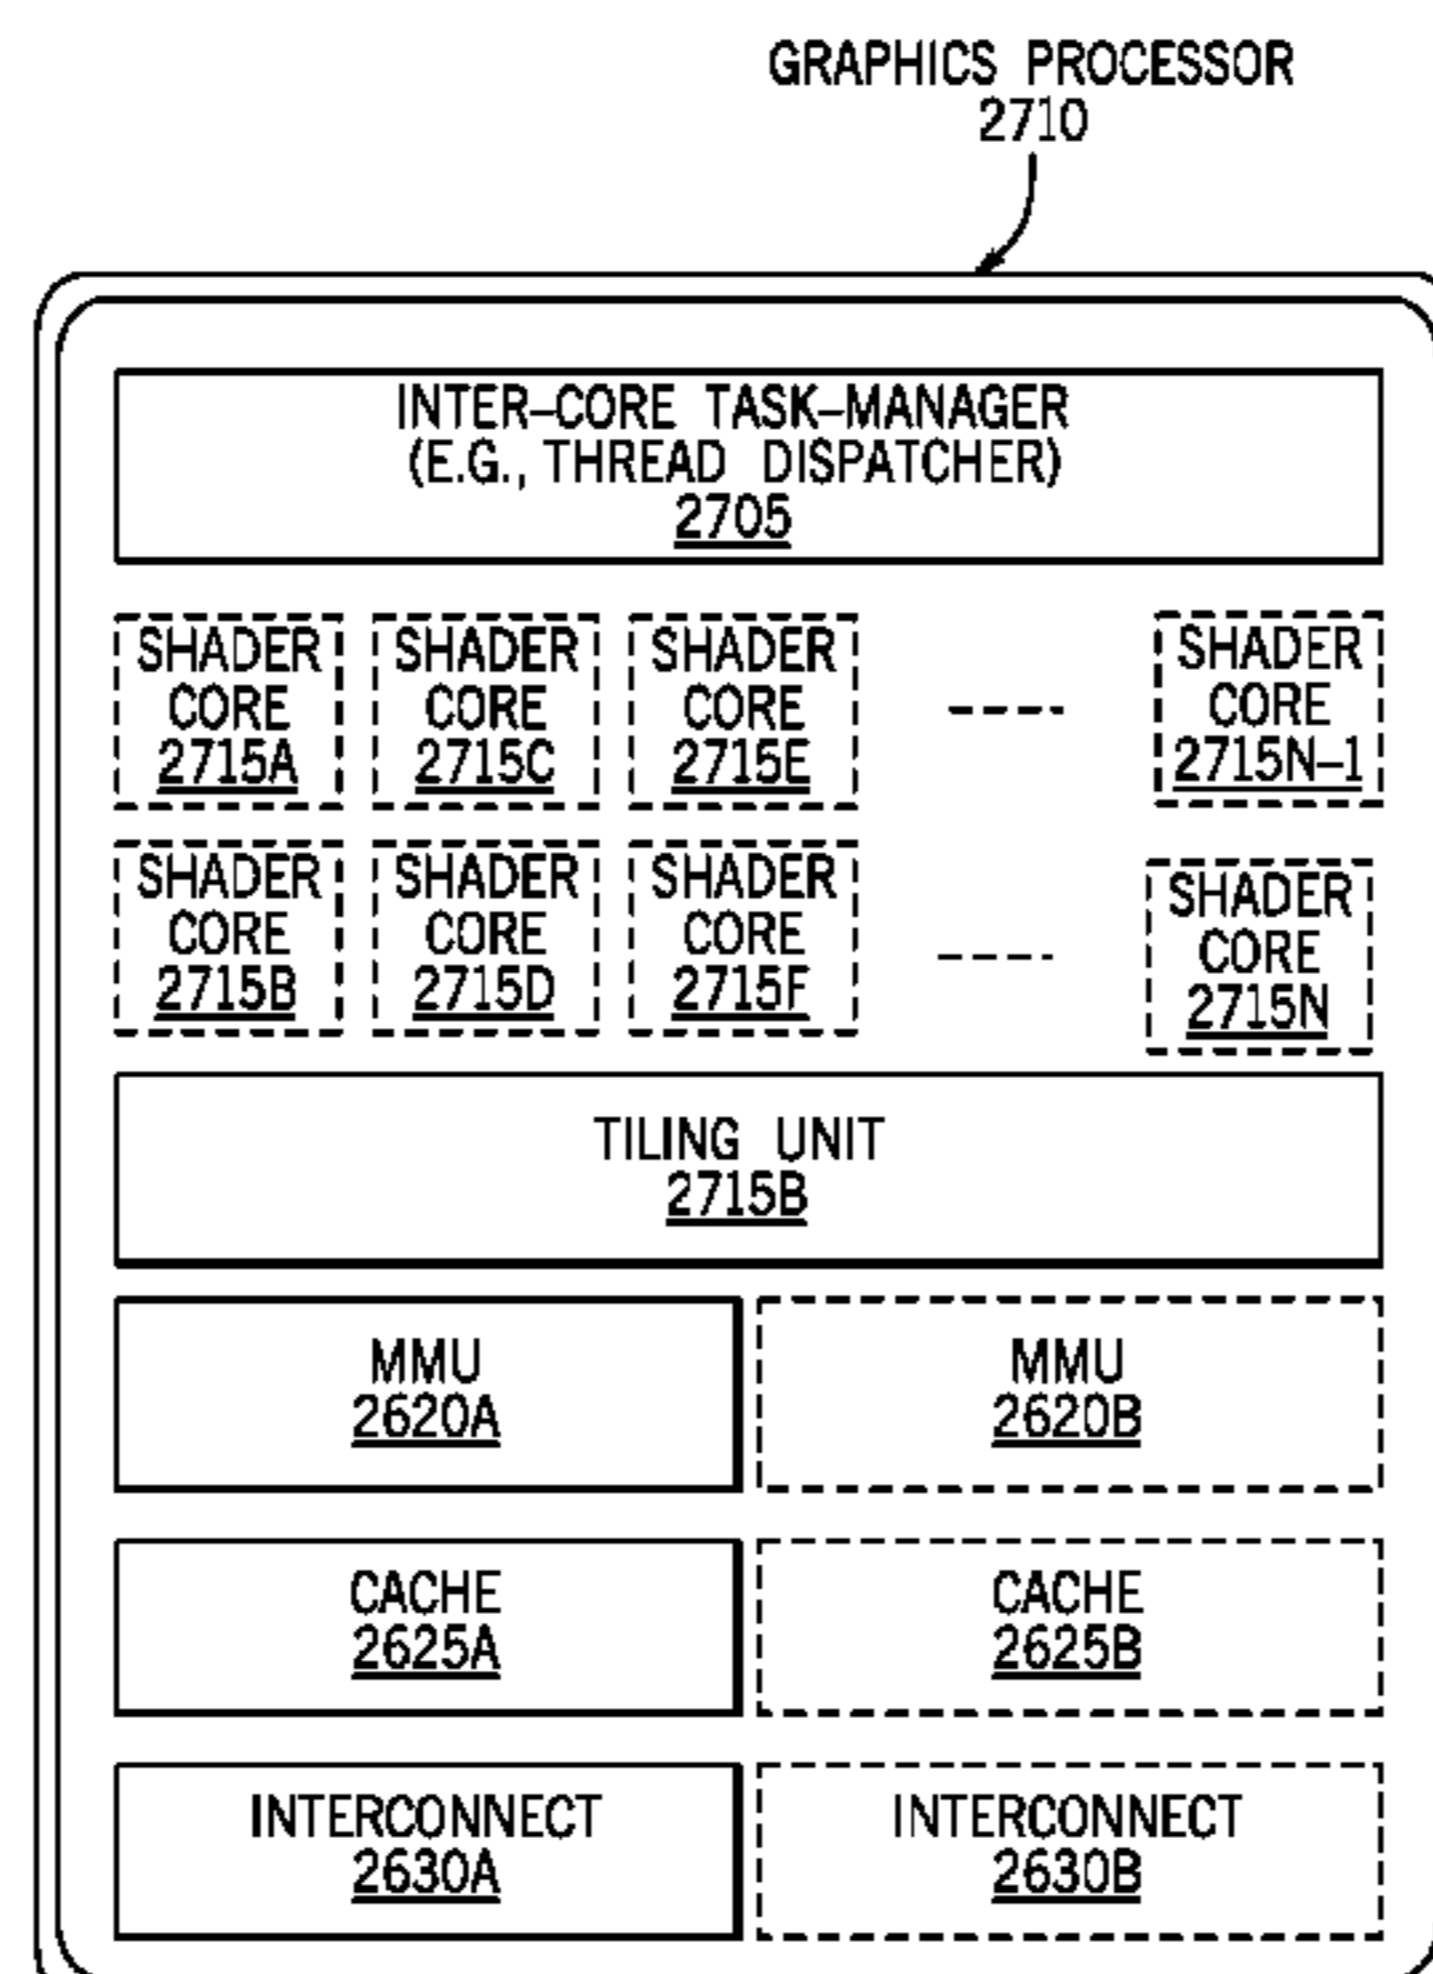 GRAPHICS PROCESSOR
2710
INTER-CORE TASK-MANAGER
(E.G., THREAD DISPATCHER)
2705
SHADER
CORE
2715A
SHADER
CORE
2715C
SHADER
CORE
2715E
SHADER
CORE
2715N-1
SHADER
CORE
2715B
SHADER
CORE
2715D
SHADER
CORE
2715F
SHADER
CORE
2715N
TILING UNIT
2715B
MMU
2620A
MMU
2620B
CACHE
2625A
CACHE
2625B
INTERCONNECT
2630A
INTERCONNECT
2630B